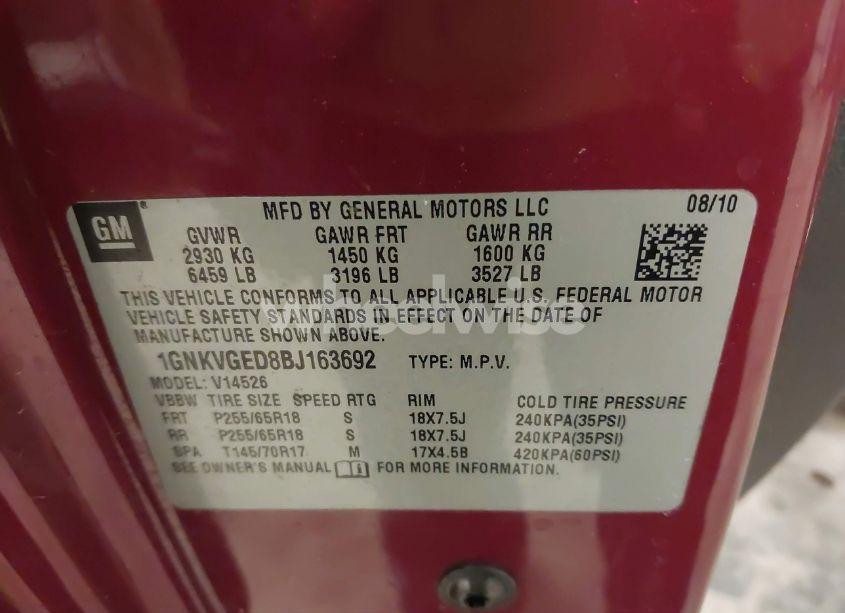 GM
MFD BY GENERAL MOTORS LLC 08/10
GVWR GAWR FRT GAWR RR
2930 KG 1450 KG 1600 KG
6459 LB 3196 LB 3527 LB
THIS VEHICLE CONFORMS TO ALL APPLICABLE U.S. FEDERAL MOTOR
VEHICLE SAFETY STANDARDS IN EFFECT ON THE DATE OF
MANUFACTURE SHOWN ABOVE.
1GNKVGED8BJ163692 TYPE: M.P.V.
MODEL: V14526
VBBW TIRE SIZE SPEED RTG RIM COLD TIRE PRESSURE
FRT P255/65R18 S 18X7.5J 240KPA(35PSI)
RR P255/65R18 S 18X7.5J 240KPA(35PSI)
SPA T145/70R17 M 17X4.5B 420KPA(60PSI)
SEE OWNER'S MANUAL FOR MORE INFORMATION.